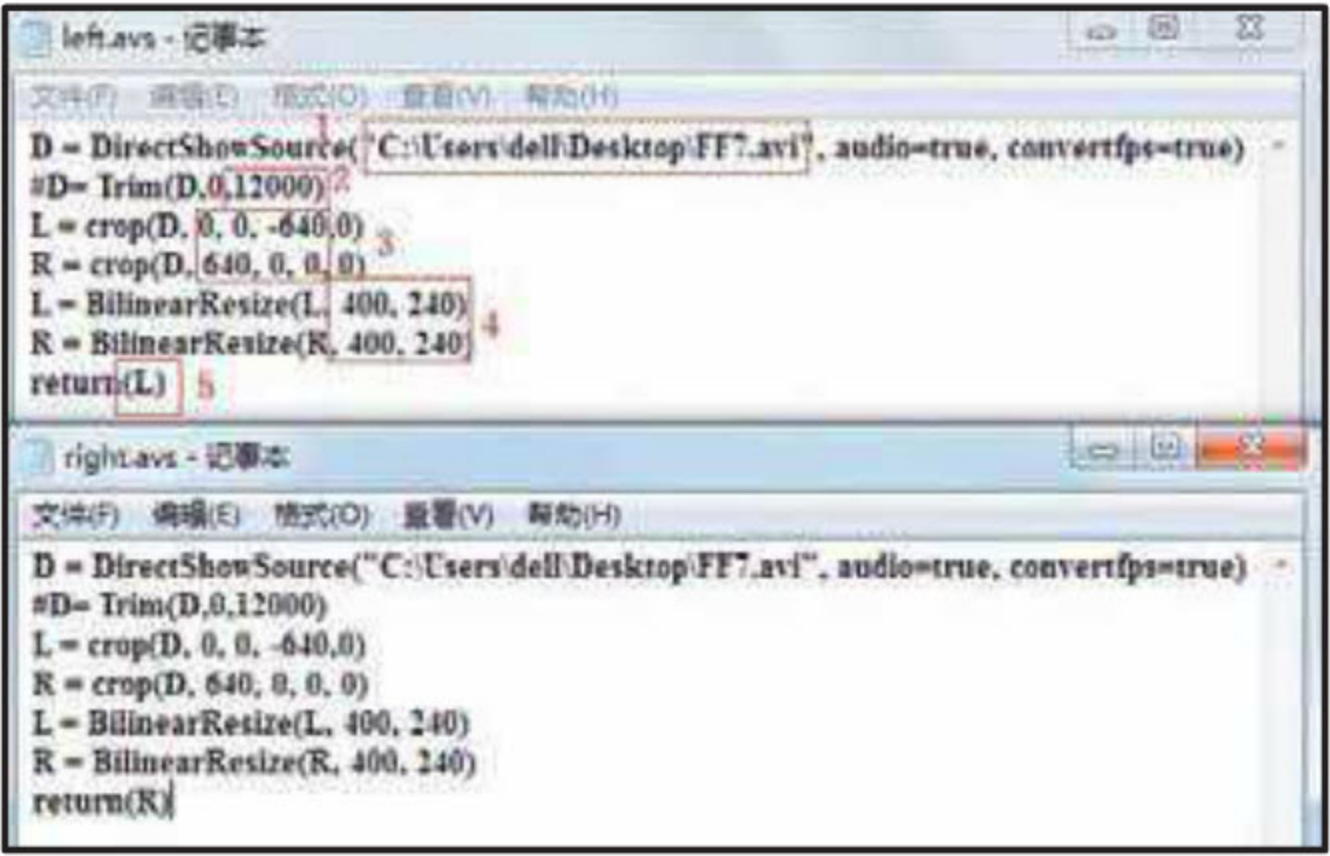 left.avs - 记事本
文件(F) 编辑(E) 格式(O) 查看(V) 帮助(H)
1
D = DirectShowSource("C:\Users\dell\Desktop\FF7.avi", audio=true, convertfps=true)
#D= Trim(D,0,12000) 2
L = crop(D, 0, 0, -640,0)
3
R = crop(D, 640, 0, 0, 0)
L = BilinearResize(L, 400, 240)
4
R = BilinearResize(R, 400, 240)
return(L) 5
right.avs - 记事本
文件(F) 编辑(E) 格式(O) 查看(V) 帮助(H)
D = DirectShowSource("C:\Users\dell\Desktop\FF7.avi", audio=true, convertfps=true)
#D= Trim(D,0,12000)
L = crop(D, 0, 0, -640,0)
R = crop(D, 640, 0, 0, 0)
L = BilinearResize(L, 400, 240)
R = BilinearResize(R, 400, 240)
return(R)